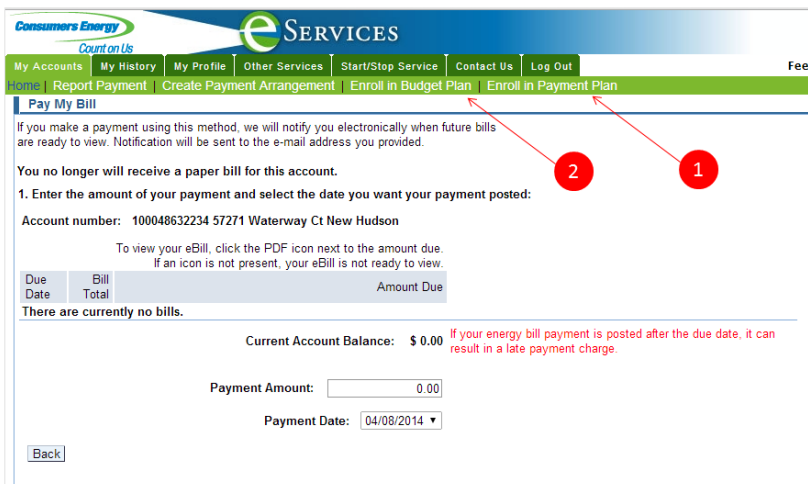 Consumers Energy
Count on Us
eServices
My Accounts My History My Profile Other Services Start/Stop Service Contact Us Log Out Fee
Home | Report Payment | Create Payment Arrangement | Enroll in Budget Plan | Enroll in Payment Plan
Pay My Bill
If you make a payment using this method, we will notify you electronically when future bills
are ready to view. Notification will be sent to the e-mail address you provided.
2
1
You no longer will receive a paper bill for this account.
1. Enter the amount of your payment and select the date you want your payment posted:
Account number: 100048632234 57271 Waterway Ct New Hudson
To view your eBill, click the PDF icon next to the amount due.
If an icon is not present, your eBill is not ready to view.
Due Date Bill Total Amount Due
There are currently no bills.
Current Account Balance: $ 0.00
If your energy bill payment is posted after the due date, it can
result in a late payment charge.
Payment Amount: 0.00
Payment Date: 04/08/2014
Back